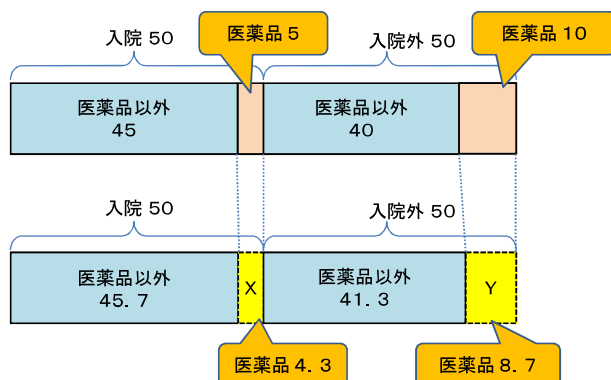 入院 50
医薬品 5
入院外 50
医薬品 10
医薬品以外
45
医薬品以外
40
入院 50
入院外 50
医薬品以外
45．7
X
医薬品以外
41．3
Y
医薬品 4．3
医薬品 8．7